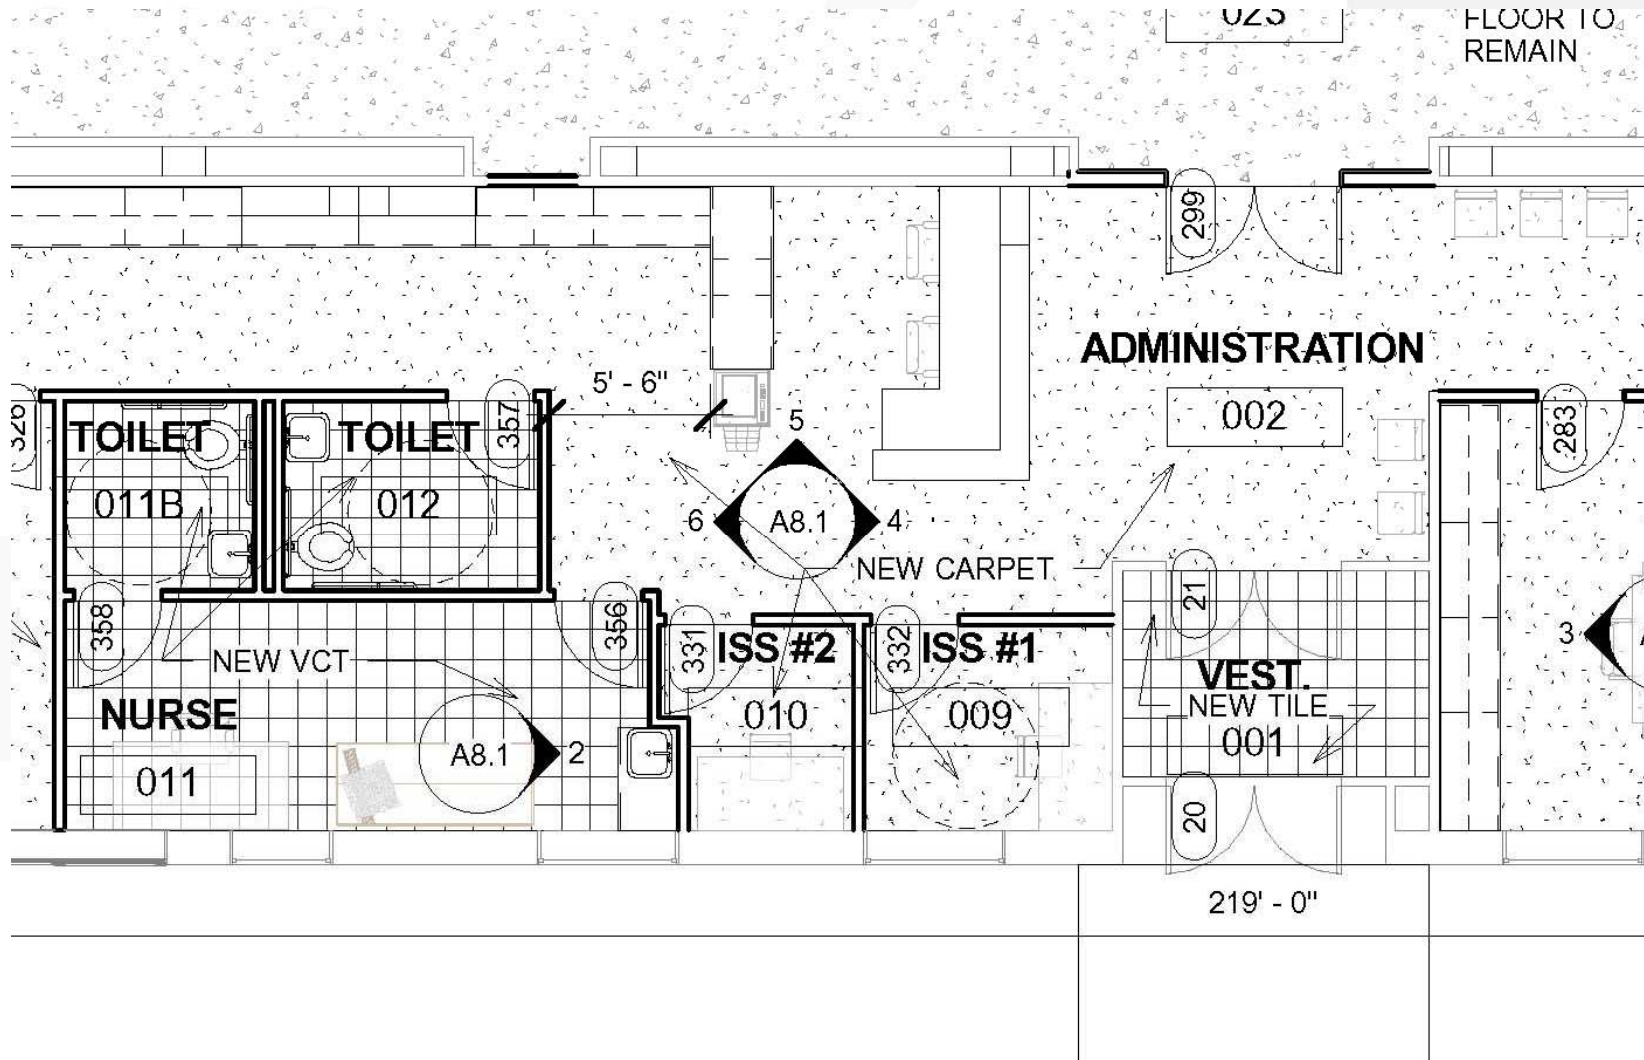 023
FLOOR TO
REMAIN
299
ADMINISTRATION
002
5' - 6"
326
357
283
TOILET
TOILET
011B
012
5
6
A8.1
4
NEW CARPET
21
358
356
331
ISS #2
332
ISS #1
3
NEW VCT
VEST.
NEW TILE
001
NURSE
010
009
011
A8.1
2
20
219' - 0"